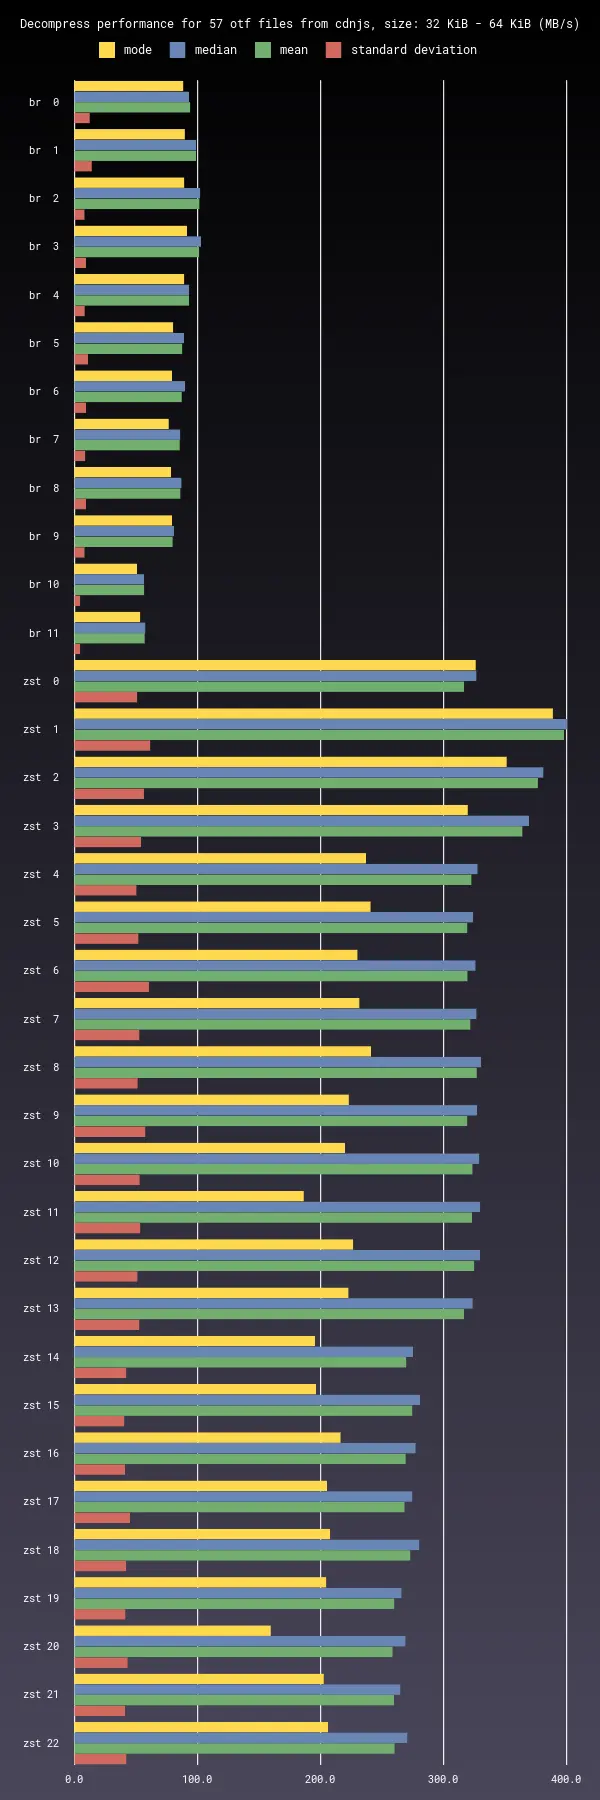 Decompress performance for 57 otf files from cdnjs, size: 32 KiB - 64 KiB (MB/s)
mode median mean standard deviation
br 0
br 1
br 2
br 3
br 4
br 5
br 6
br 7
br 8
br 9
br 10
br 11
zst 0
zst 1
zst 2
zst 3
zst 4
zst 5
zst 6
zst 7
zst 8
zst 9
zst 10
zst 11
zst 12
zst 13
zst 14
zst 15
zst 16
zst 17
zst 18
zst 19
zst 20
zst 21
zst 22
0.0 100.0 200.0 300.0 400.0